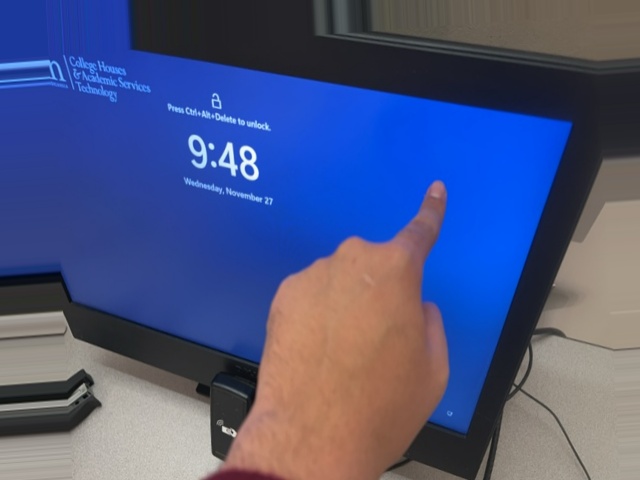 n
College Houses
& Academic Services
Technology
Press Ctrl+Alt+Delete to unlock.
9:48
Wednesday, November 27